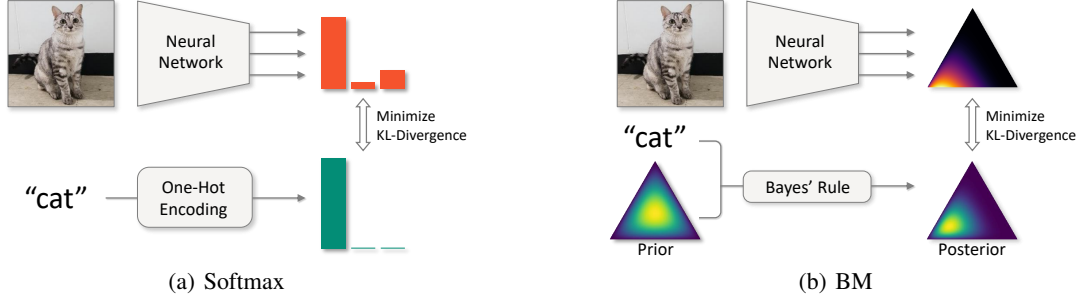 Neural
Network
Minimize
KL-Divergence
“cat”
One-Hot
Encoding
(a) Softmax
Neural
Network
Minimize
KL-Divergence
“cat”
Bayes’ Rule
Prior
Posterior
(b) BM